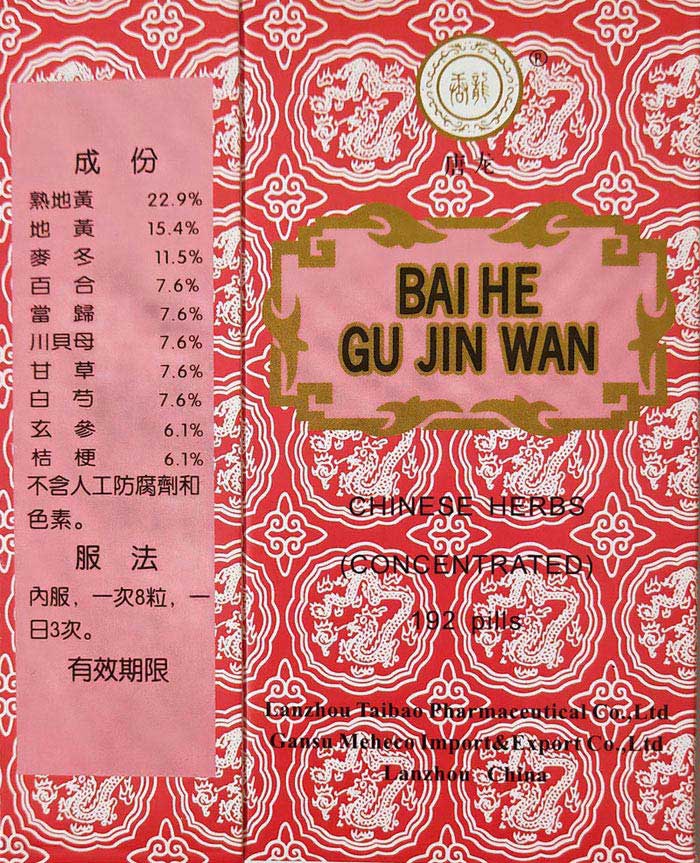 成 份
熟地黃 22.9%
地 黃 15.4%
麥 冬 11.5%
百 合 7.6%
當 歸 7.6%
川貝母 7.6%
甘 草 7.6%
白 芍 7.6%
玄 參 6.1%
桔 梗 6.1%
不含人工防腐劑和
色素。
服 法
內服，一次8粒，一
日3次。
有效期限
®
唐龙
BAI HE
GU JIN WAN
CHINESE HERBS
(CONCENTRATED)
192 pills
Lanzhou Taibao Pharmaceutical Co.,Ltd
Gansu Meheco Import&Export Co.,Ltd
Lanzhou China